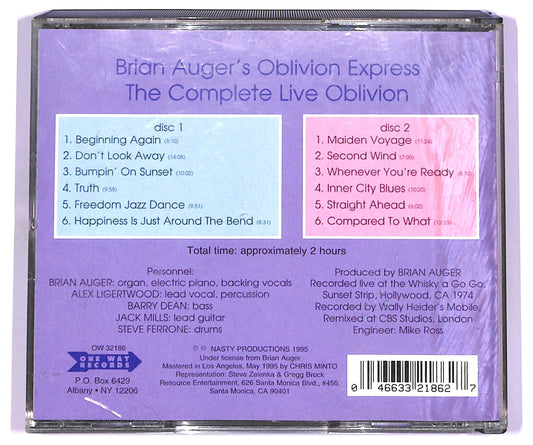 Brian Auger's Oblivion Express
The Complete Live Oblivion
disc 1
1. Beginning Again (8:10)
2. Don't Look Away (14:08)
3. Bumpin' On Sunset (10:02)
4. Truth (9:58)
5. Freedom Jazz Dance (9:51)
6. Happiness Is Just Around The Bend (8:31)
disc 2
1. Maiden Voyage (11:24)
2. Second Wind (7:05)
3. Whenever You're Ready (8:10)
4. Inner City Blues (10:20)
5. Straight Ahead (6:02)
6. Compared To What (12:35)
Total time: approximately 2 hours
Personnel:
BRIAN AUGER: organ, electric piano, backing vocals
ALEX LIGERTWOOD: lead vocal, percussion
BARRY DEAN: bass
JACK MILLS: lead guitar
STEVE FERRONE: drums
Produced by BRIAN AUGER
Recorded live at the Whisky a Go Go,
Sunset Strip, Hollywood, CA 1974
Recorded by Wally Heider's Mobile,
Remixed at CBS Studios, London
Engineer: Mike Ross
OW 32186
ONE WAY
RECORDS
P.O. Box 6429
Albany • NY 12206
℗ © NASTY PRODUCTIONS 1995
Under license from Brian Auger.
Mastered in Los Angeles, May 1995 by CHRIS MINTO
Representation: Steve Zelenka & Gregg Brock
Resource Entertainment, 626 Santa Monica Blvd., #456,
Santa Monica, CA 90401
0 46633 21862 7